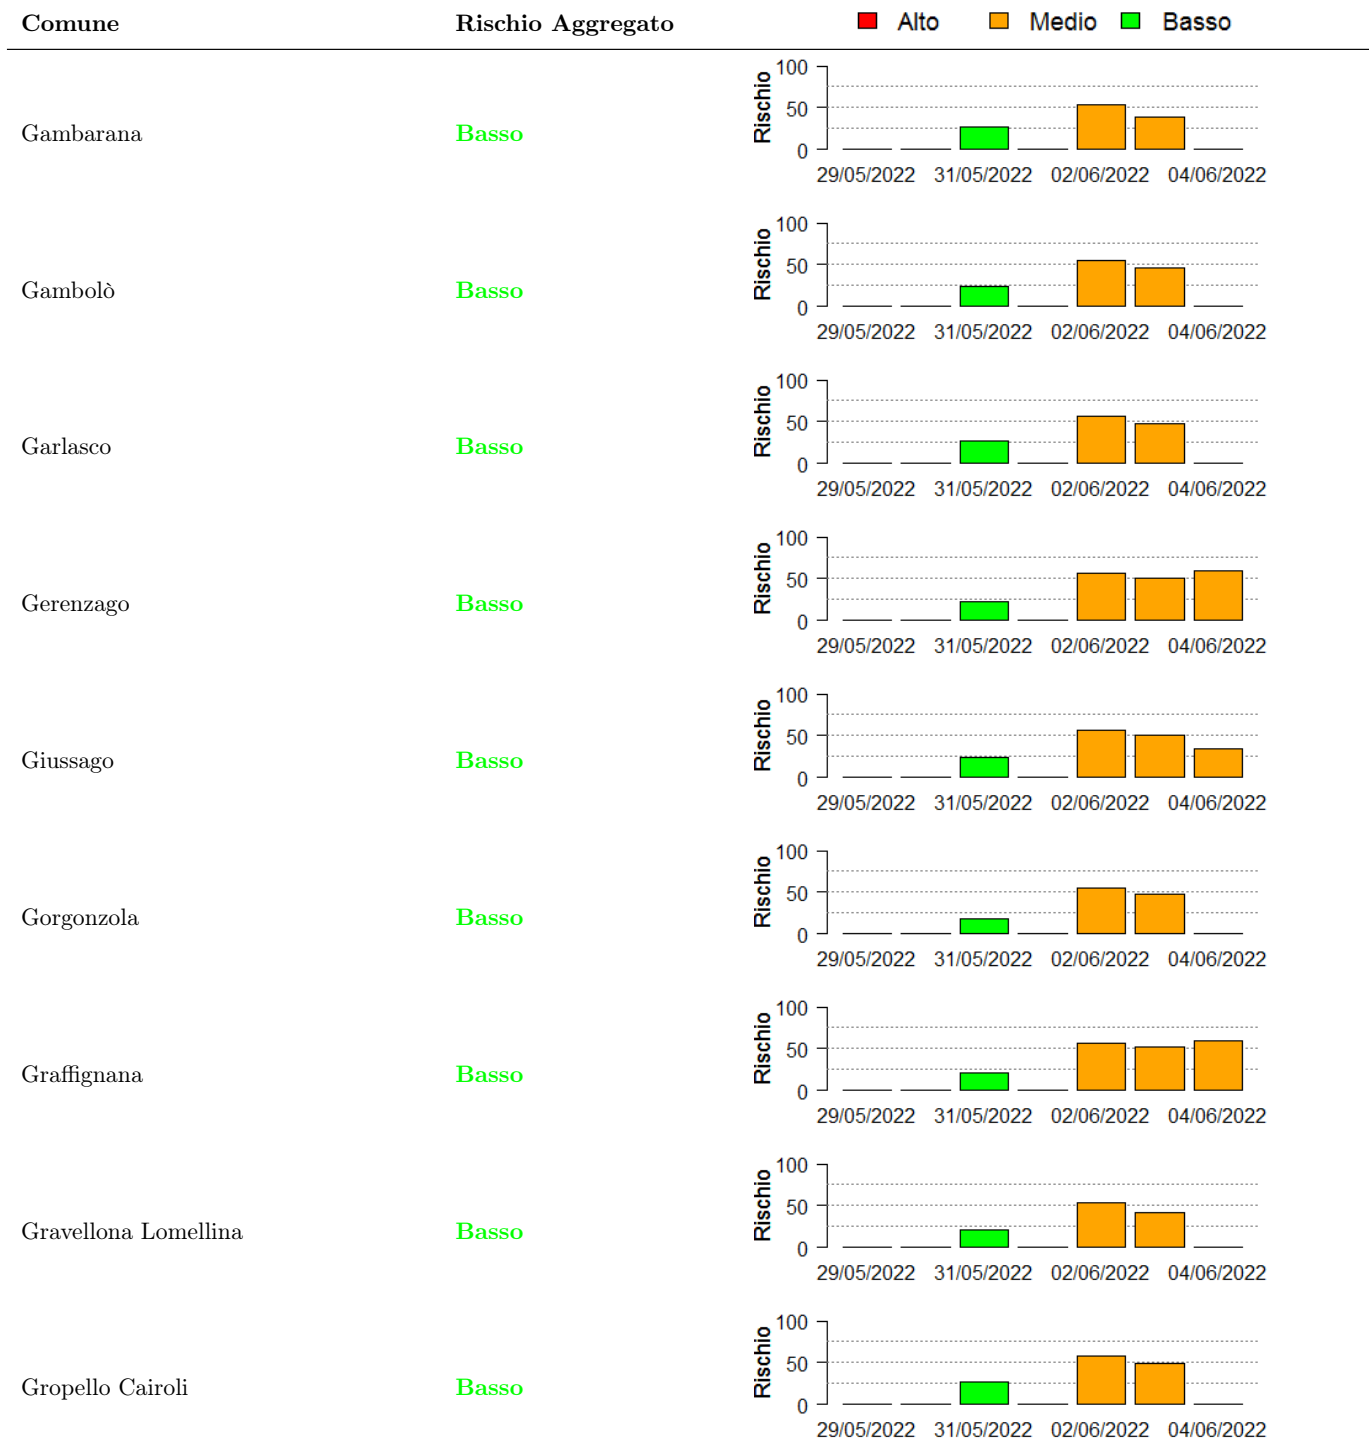 Comune Rischio Aggregato Alto Medio Basso
100
50
0
Rischio
Gambarana Basso
29/05/2022 31/05/2022 02/06/2022 04/06/2022
100
50
0
Rischio
Gambolò Basso
29/05/2022 31/05/2022 02/06/2022 04/06/2022
100
50
0
Rischio
Garlasco Basso
29/05/2022 31/05/2022 02/06/2022 04/06/2022
100
50
0
Rischio
Gerenzago Basso
29/05/2022 31/05/2022 02/06/2022 04/06/2022
100
50
0
Rischio
Giussago Basso
29/05/2022 31/05/2022 02/06/2022 04/06/2022
100
50
0
Rischio
Gorgonzola Basso
29/05/2022 31/05/2022 02/06/2022 04/06/2022
100
50
0
Rischio
Graffignana Basso
29/05/2022 31/05/2022 02/06/2022 04/06/2022
100
50
0
Rischio
Gravellona Lomellina Basso
29/05/2022 31/05/2022 02/06/2022 04/06/2022
100
50
0
Rischio
Gropello Cairoli Basso
29/05/2022 31/05/2022 02/06/2022 04/06/2022